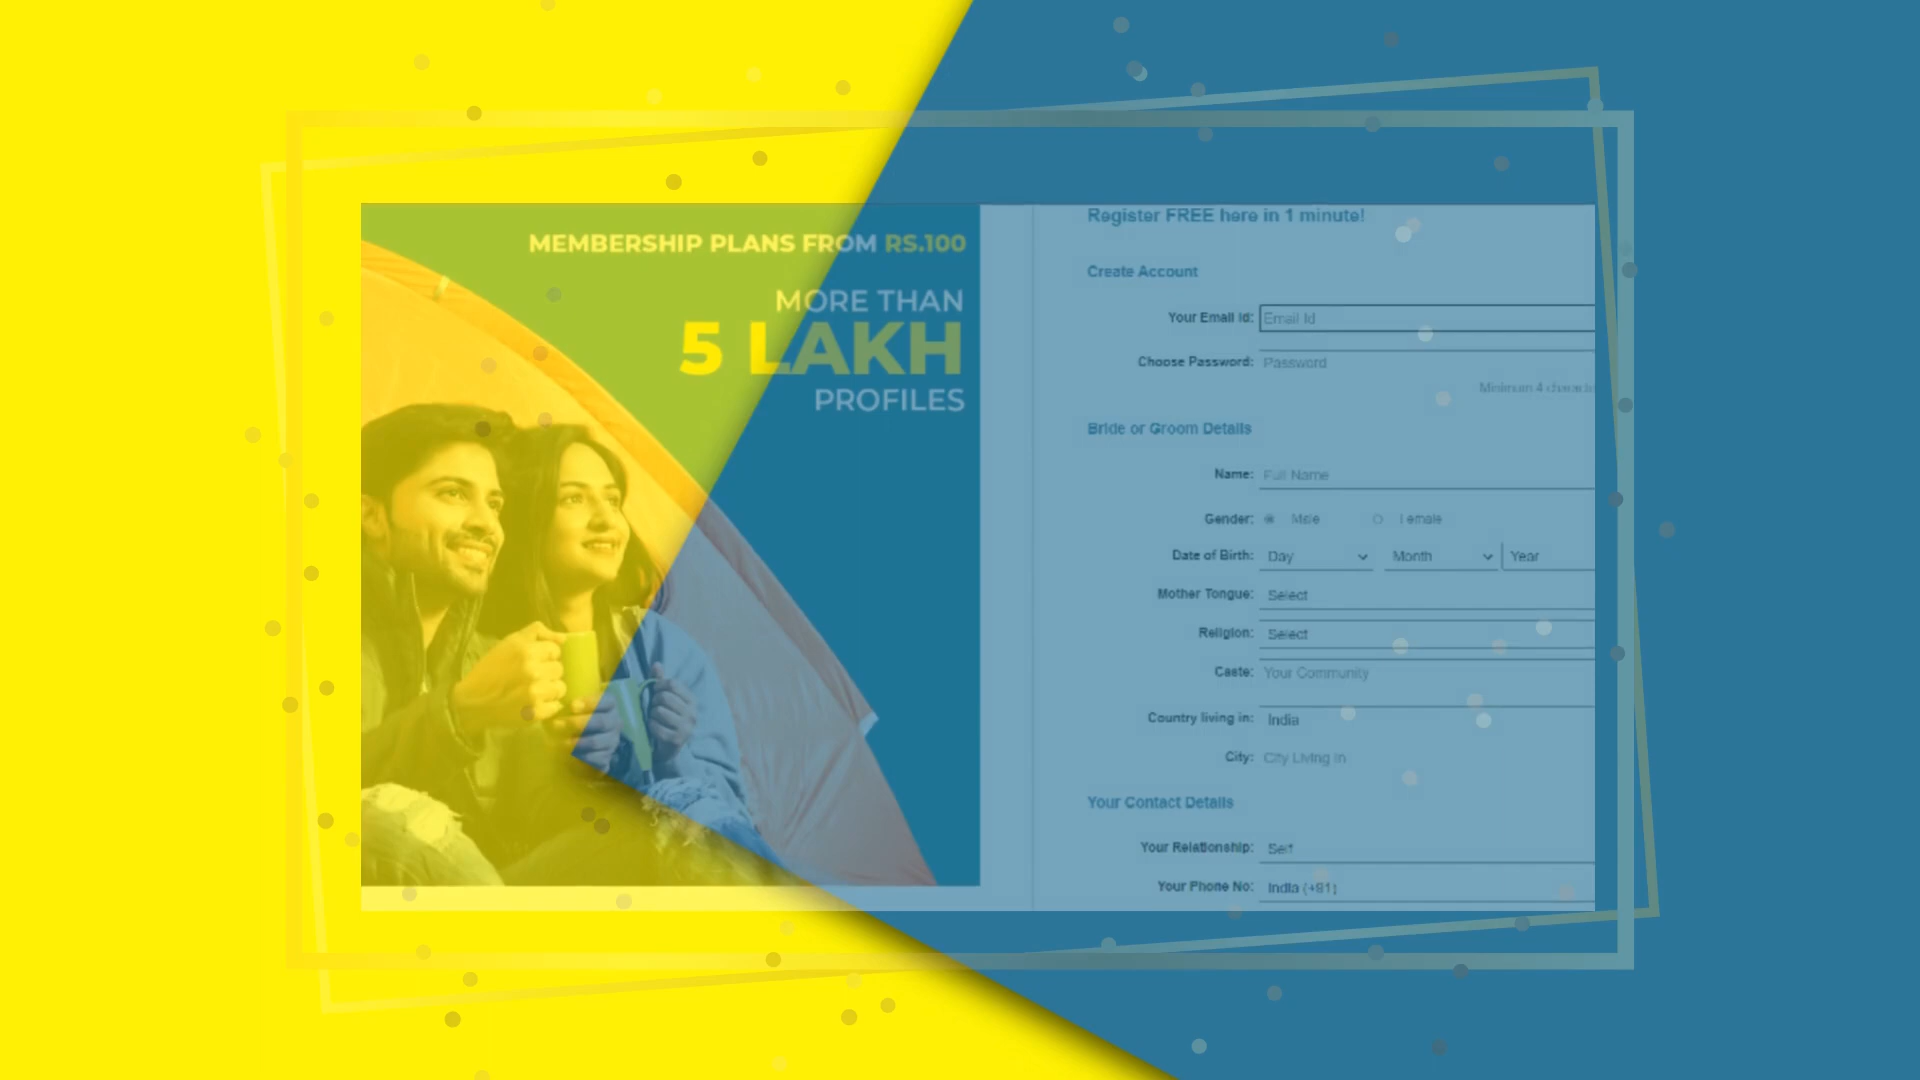 MEMBERSHIP PLANS FROM RS.100
MORE THAN
5 LAKH
PROFILES
Register FREE here in 1 minute!
Create Account
Your Email Id: Email Id
Choose Password: Password
Minimum 4
Bride or Groom Details
Name: Full Name
Gender: Male Female
Date of Birth: Day Month Year
Mother Tongue: Select
Religion: Select
Caste: Your Community
Country living in: India
City: City Living in
Your Contact Details
Your Relationship: Self
Your Phone No: India (+91)